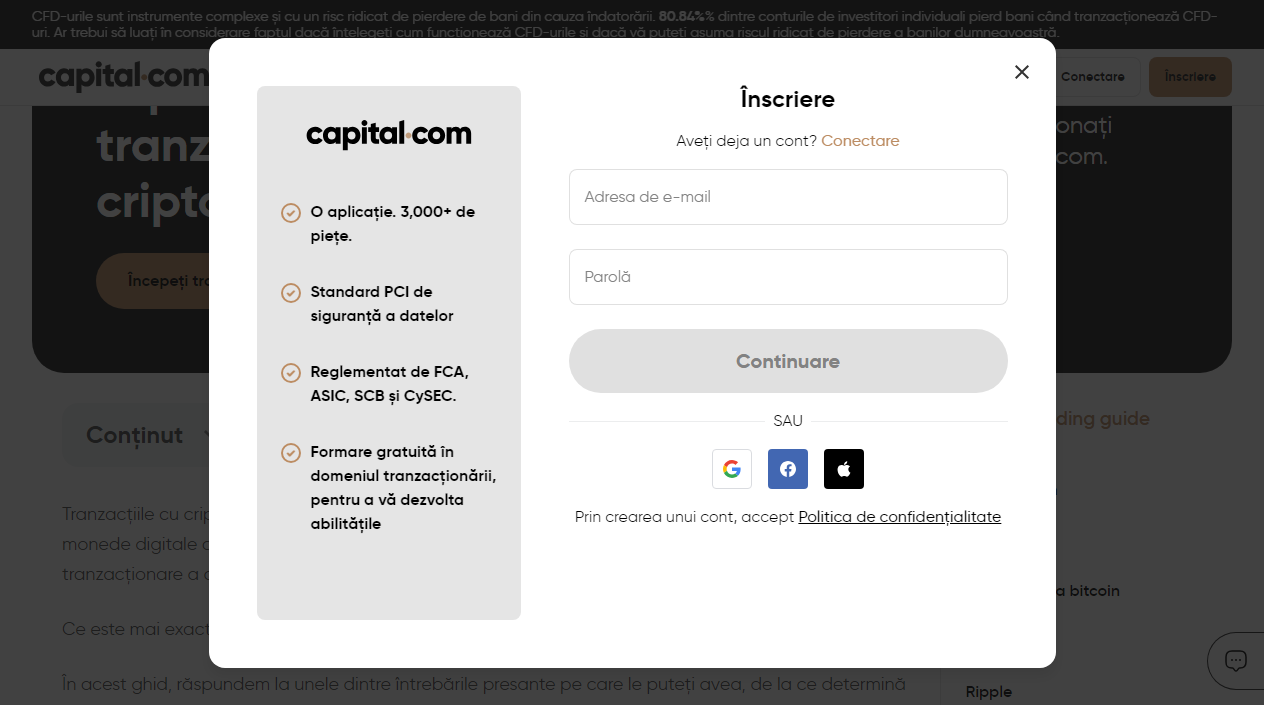 CFD-urile sunt instrumente complexe și cu un risc ridicat de pierdere de bani din cauza îndatorării. 80.84%% dintre conturile de investitori individuali pierd bani când tranzacționează CFD-
uri. Ar trebui să luați în considerare faptul dacă înțelegeți cum funcționează CFD-urile și dacă vă puteți asuma riscul ridicat de pierdere a banilor dumneavoastră.
capital.com
Conectare
Înscriere
Înscriere
Aveți deja un cont? Conectare
capital.com
Adresa de e-mail
O aplicație. 3,000+ de
piețe.
Parolă
Standard PCI de
siguranță a datelor
Continuare
Reglementat de FCA,
ASIC, SCB și CySEC.
SAU
Formare gratuită în
domeniul tranzacționării,
pentru a vă dezvolta
abilitățile
Prin crearea unui cont, accept Politica de confidențialitate
Începeți
Conținut
ding guide
Tranzacțiile cu
monede digitale
tranzacționare a
a bitcoin
Ce este mai exact
În acest ghid, răspundem la unele dintre întrebările presante pe care le puteți avea, de la ce determină
Ripple